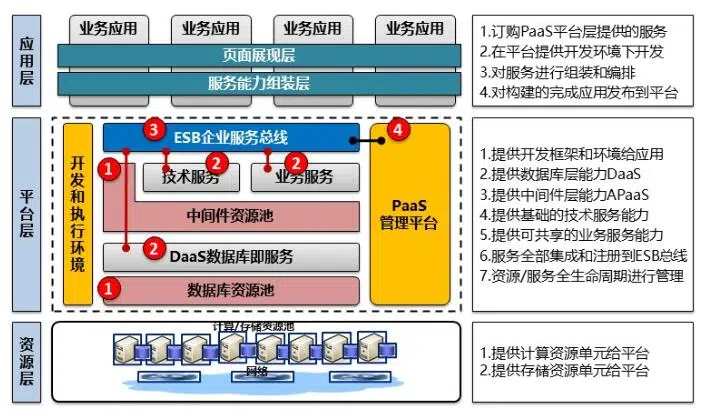 应用层
业务应用
业务应用
业务应用
业务应用
页面展现层
服务能力组装层
1.订购PaaS平台层提供的服务
2.在平台提供开发环境下开发
3.对服务进行组装和编排
4.对构建的完成应用发布到平台
平台层
开发和执行环境
3
ESB企业服务总线
4
1
技术服务
2
业务服务
2
中间件资源池
2
DaaS数据库即服务
1
数据库资源池
PaaS
管理平台
1.提供开发框架和环境给应用
2.提供数据库层能力DaaS
3.提供中间件层能力APaaS
4.提供基础的技术服务能力
5.提供可共享的业务服务能力
6.服务全部集成和注册到ESB总线
7.资源/服务全生命周期进行管理
资源层
计算/存储资源池
网络
1.提供计算资源单元给平台
2.提供存储资源单元给平台